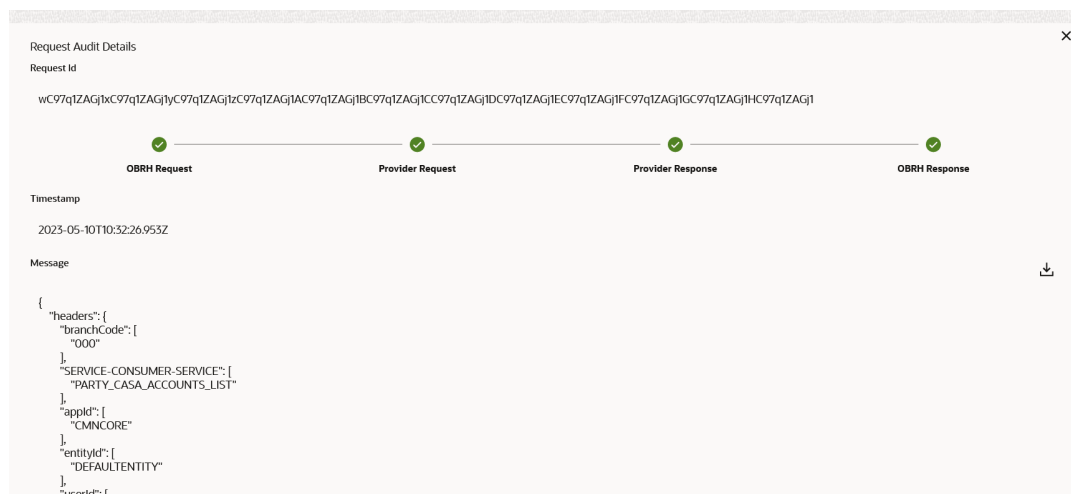 Request Audit Details
Request Id
wC97q1ZAGj1xC97q1ZAGj1yC97q1ZAGj1zC97q1ZAGj1AC97q1ZAGj1BC97q1ZAGj1CC97q1ZAGj1DC97q1ZAGj1EC97q1ZAGj1FC97q1ZAGj1GC97q1ZAGj1HC97q1ZAGj1
OBRH Request Provider Request Provider Response OBRH Response
Timestamp
2023-05-10T10:32:26.953Z
Message
{
"headers": {
"branchCode": [
"000"
],
"SERVICE-CONSUMER-SERVICE": [
"PARTY_CASA_ACCOUNTS_LIST"
],
"appId": [
"CMNCORE"
],
"entityId": [
"DEFAULTENTITY"
],
"userId": [